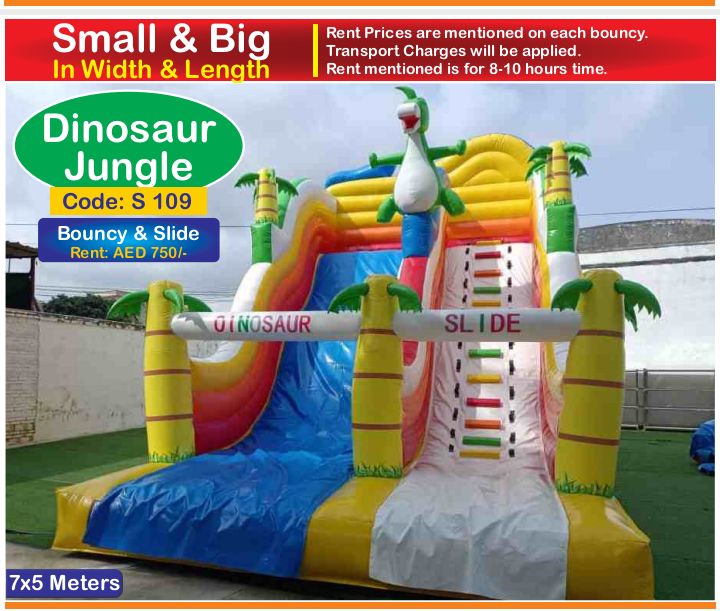 Small & Big
In Width & Length
Rent Prices are mentioned on each bouncy.
Transport Charges will be applied.
Rent mentioned is for 8-10 hours time.
Dinosaur
Jungle
Code: S 109
Bouncy & Slide
Rent: AED 750/-
DINOSAUR SLIDE
7x5 Meters